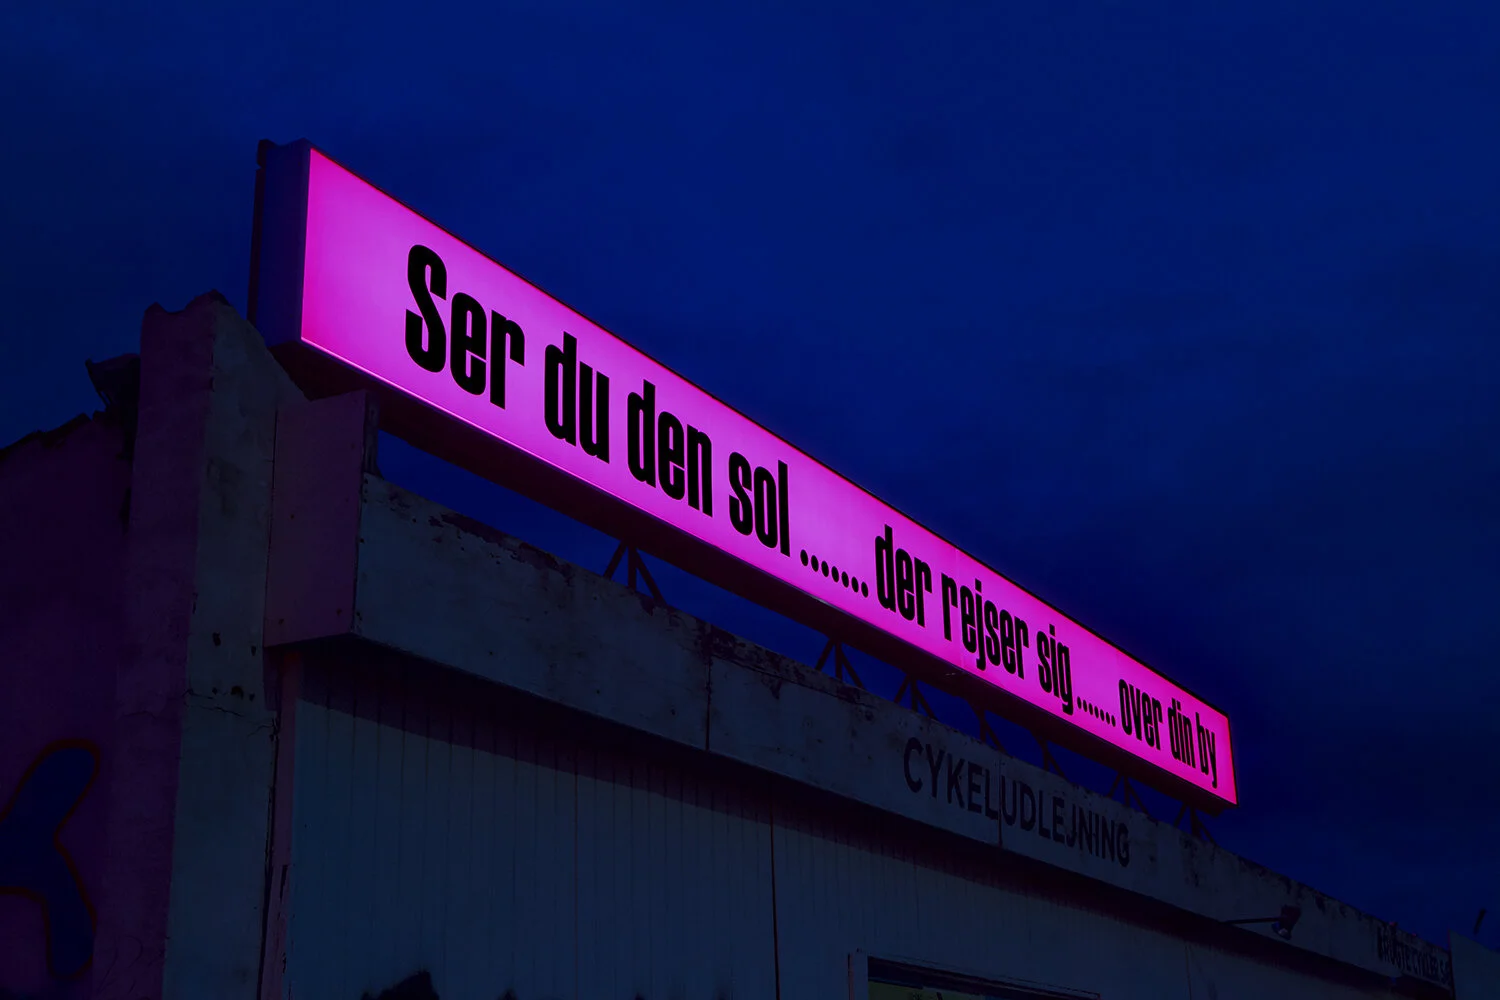 Ser du den sol ....... der rejser sig ....... over din by
CYKELUDLEJNING